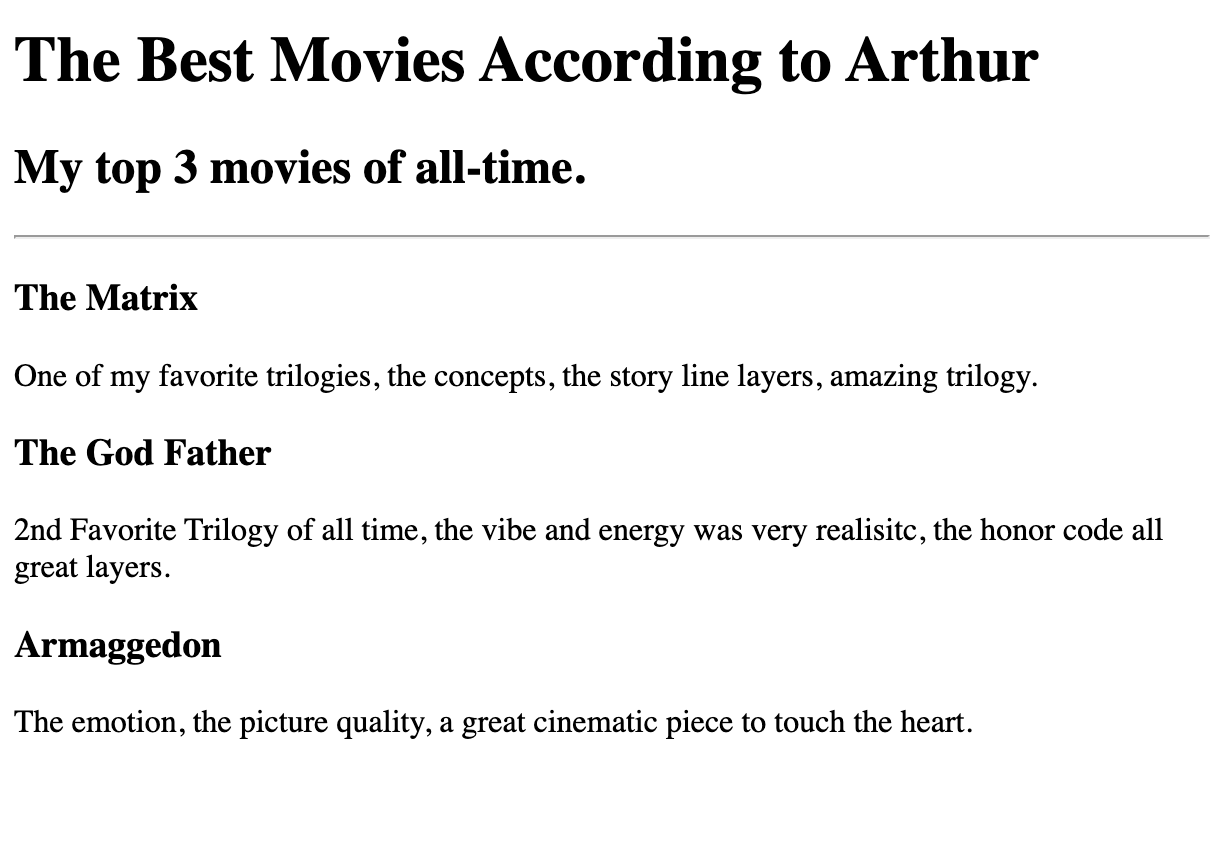 The Best Movies According to Arthur
My top 3 movies of all-time.
The Matrix
One of my favorite trilogies, the concepts, the story line layers, amazing trilogy.
The God Father
2nd Favorite Trilogy of all time, the vibe and energy was very realisitc, the honor code all
great layers.
Armaggedon
The emotion, the picture quality, a great cinematic piece to touch the heart.